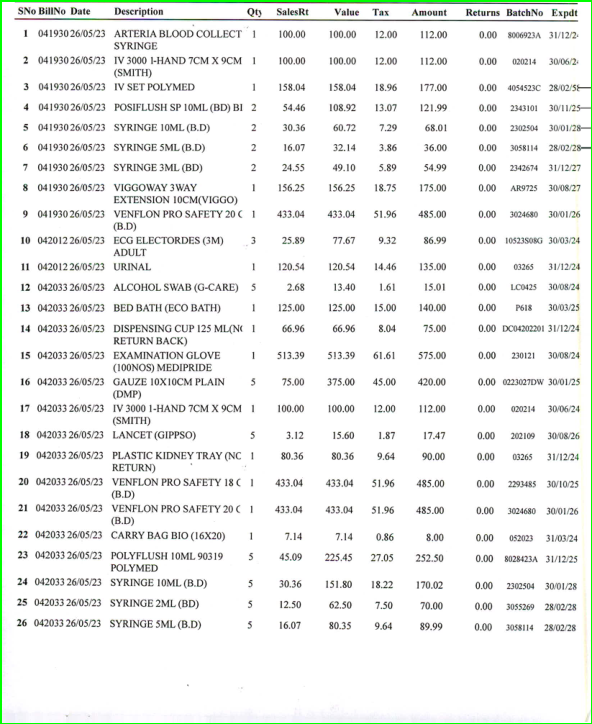 SNo BillNo Date Description Qty SalesRt Value Tax Amount Returns BatchNo Expdt
1 041930 26/05/23 ARTERIA BLOOD COLLECT 1 100.00 100.00 12.00 112.00 0.00 8006923A 31/12/2
SYRINGE
2 041930 26/05/23 IV 3000 1-HAND 7CM X 9CM 1 100.00 100.00 12.00 112.00 0.00 020214 30/06/2
(SMITH)
3 041930 26/05/23 IV SET POLYMED 1 158.04 158.04 18.96 177.00 0.00 4054523C 28/02/
4 041930 26/05/23 POSIFLUSH SP 10ML (BD) BI 2 54.46 108.92 13.07 121.99 0.00 2343101 30/11/25
5 041930 26/05/23 SYRINGE 10ML (B.D) 2 30.36 60.72 7.29 68.01 0.00 2302504 30/01/28
6 041930 26/05/23 SYRINGE 5ML (B.D) 2 16.07 32.14 3.86 36.00 0.00 3058114 28/02/28
7 041930 26/05/23 SYRINGE 3ML (BD) 2 24.55 49.10 5.89 54.99 0.00 2342674 31/12/27
8 041930 26/05/23 VIGGOWAY 3WAY 1 156.25 156.25 18.75 175.00 0.00 AR9725 30/08/27
EXTENSION 10CM(VIGGO)
9 041930 26/05/23 VENFLON PRO SAFETY 20 ( 1 433.04 433.04 51.96 485.00 0.00 3024680 30/01/26
(B.D)
10 042012 26/05/23 ECG ELECTORDES (3M) 3 25.89 77.67 9.32 86.99 0.00 10523S08G 30/03/24
ADULT
11 042012 26/05/23 URINAL 1 120.54 120.54 14.46 135.00 0.00 03265 31/12/24
12 042033 26/05/23 ALCOHOL SWAB (G-CARE) 5 2.68 13.40 1.61 15.01 0.00 LC0425 30/08/24
13 042033 26/05/23 BED BATH (ECO BATH) 1 125.00 125.00 15.00 140.00 0.00 P618 30/03/25
14 042033 26/05/23 DISPENSING CUP 125 ML(N( 1 66.96 66.96 8.04 75.00 0.00 DC04202201 31/12/24
RETURN BACK)
15 042033 26/05/23 EXAMINATION GLOVE 1 513.39 513.39 61.61 575.00 0.00 230121 30/08/24
(100NOS) MEDIPRIDE
16 042033 26/05/23 GAUZE 10X10CM PLAIN 5 75.00 375.00 45.00 420.00 0.00 0223027DW 30/01/25
(DMP)
17 042033 26/05/23 IV 3000 1-HAND 7CM X 9CM 1 100.00 100.00 12.00 112.00 0.00 020214 30/06/24
(SMITH)
18 042033 26/05/23 LANCET (GIPPSO) 5 3.12 15.60 1.87 17.47 0.00 202109 30/08/26
19 042033 26/05/23 PLASTIC KIDNEY TRAY (NC 1 80.36 80.36 9.64 90.00 0.00 03265 31/12/24
RETURN)
20 042033 26/05/23 VENFLON PRO SAFETY 18 ( 1 433.04 433.04 51.96 485.00 0.00 2293485 30/10/25
(B.D)
21 042033 26/05/23 VENFLON PRO SAFETY 20 ( 1 433.04 433.04 51.96 485.00 0.00 3024680 30/01/26
(B.D)
22 042033 26/05/23 CARRY BAG BIO (16X20) 1 7.14 7.14 0.86 8.00 0.00 052023 31/03/24
23 042033 26/05/23 POLYFLUSH 10ML 90319 5 45.09 225.45 27.05 252.50 0.00 8028423A 31/12/25
POLYMED
24 042033 26/05/23 SYRINGE 10ML (B.D) 5 30.36 151.80 18.22 170.02 0.00 2302504 30/01/28
25 042033 26/05/23 SYRINGE 2ML (BD) 5 12.50 62.50 7.50 70.00 0.00 3055269 28/02/28
26 042033 26/05/23 SYRINGE 5ML (B.D) 5 16.07 80.35 9.64 89.99 0.00 3058114 28/02/28